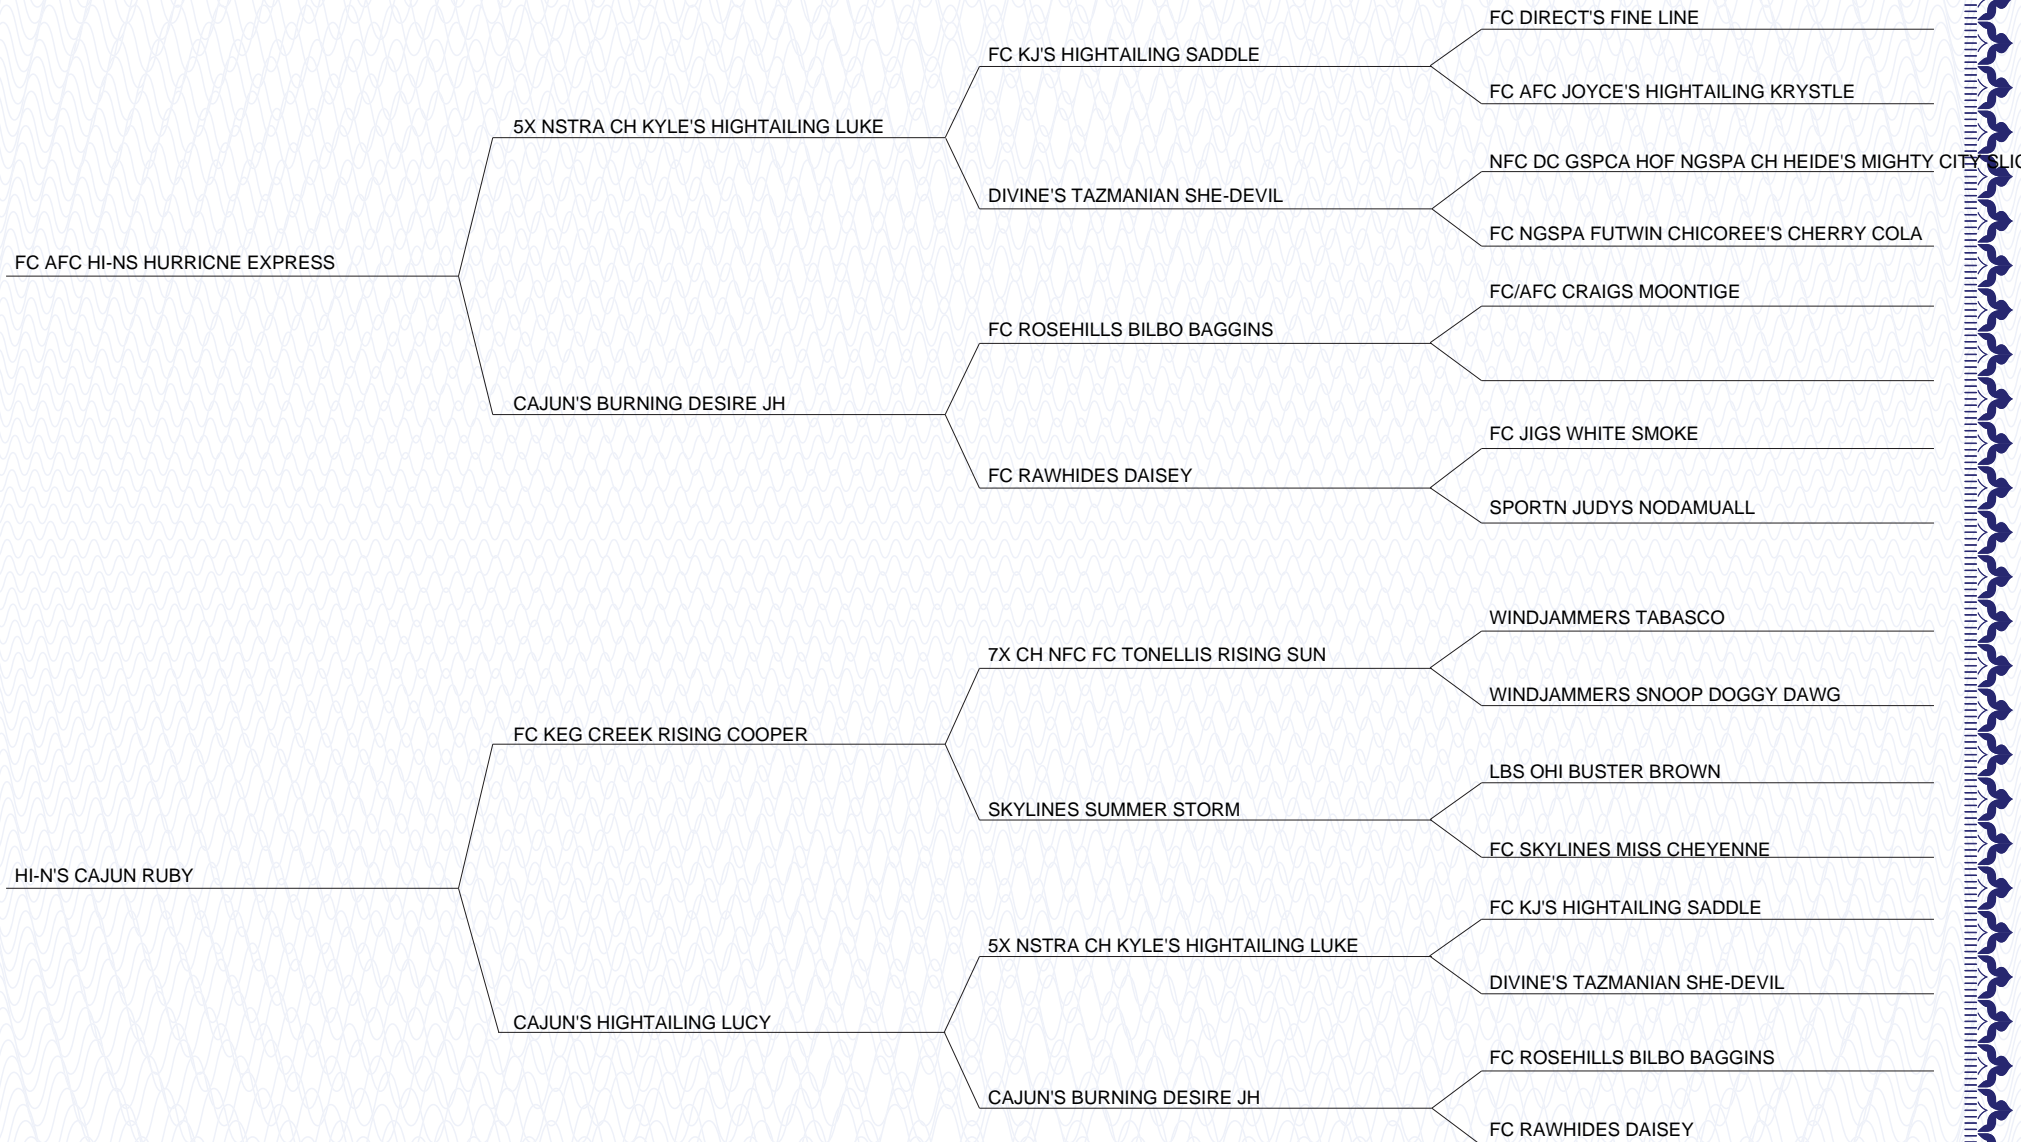 FC DIRECT'S FINE LINE
FC KJ'S HIGHTAILING SADDLE
FC AFC JOYCE'S HIGHTAILING KRYSTLE
5X NSTRA CH KYLE'S HIGHTAILING LUKE
NFC DC GSPCA HOF NGSPA CH HEIDE'S MIGHTY CITY
DIVINE'S TAZMANIAN SHE-DEVIL
FC NGSPA FUTWIN CHICOREE'S CHERRY COLA
FC AFC HI-NS HURRICNE EXPRESS
FC/AFC CRAIGS MOONTIGE
FC ROSEHILLS BILBO BAGGINS
CAJUN'S BURNING DESIRE JH
FC JIGS WHITE SMOKE
FC RAWHIDES DAISEY
SPORTN JUDYS NODAMUALL
WINDJAMMERS TABASCO
7X CH NFC FC TONELLIS RISING SUN
WINDJAMMERS SNOOP DOGGY DAWG
FC KEG CREEK RISING COOPER
LBS OHI BUSTER BROWN
SKYLINES SUMMER STORM
FC SKYLINES MISS CHEYENNE
HI-N'S CAJUN RUBY
FC KJ'S HIGHTAILING SADDLE
5X NSTRA CH KYLE'S HIGHTAILING LUKE
DIVINE'S TAZMANIAN SHE-DEVIL
CAJUN'S HIGHTAILING LUCY
FC ROSEHILLS BILBO BAGGINS
CAJUN'S BURNING DESIRE JH
FC RAWHIDES DAISEY